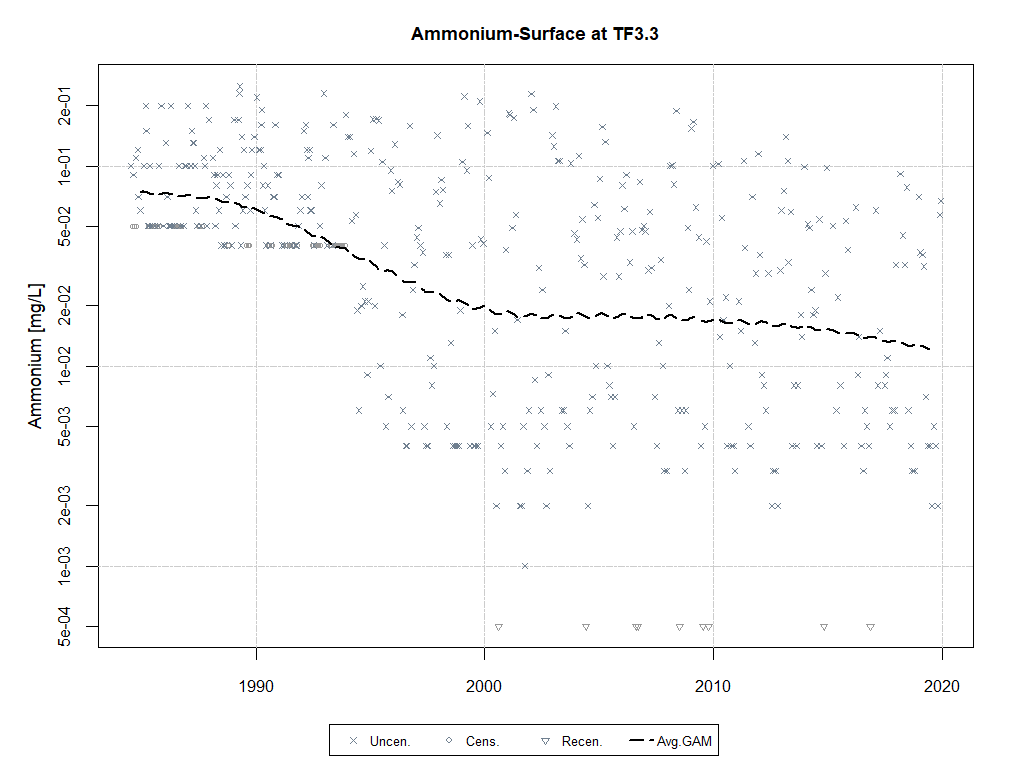 Ammonium-Surface at TF3.3
Ammonium [mg/L]
2e-01
1e-01
5e-02
2e-02
1e-02
5e-03
2e-03
1e-03
5e-04
1990 2000 2010 2020
Uncen. Cens. Recen. Avg.GAM